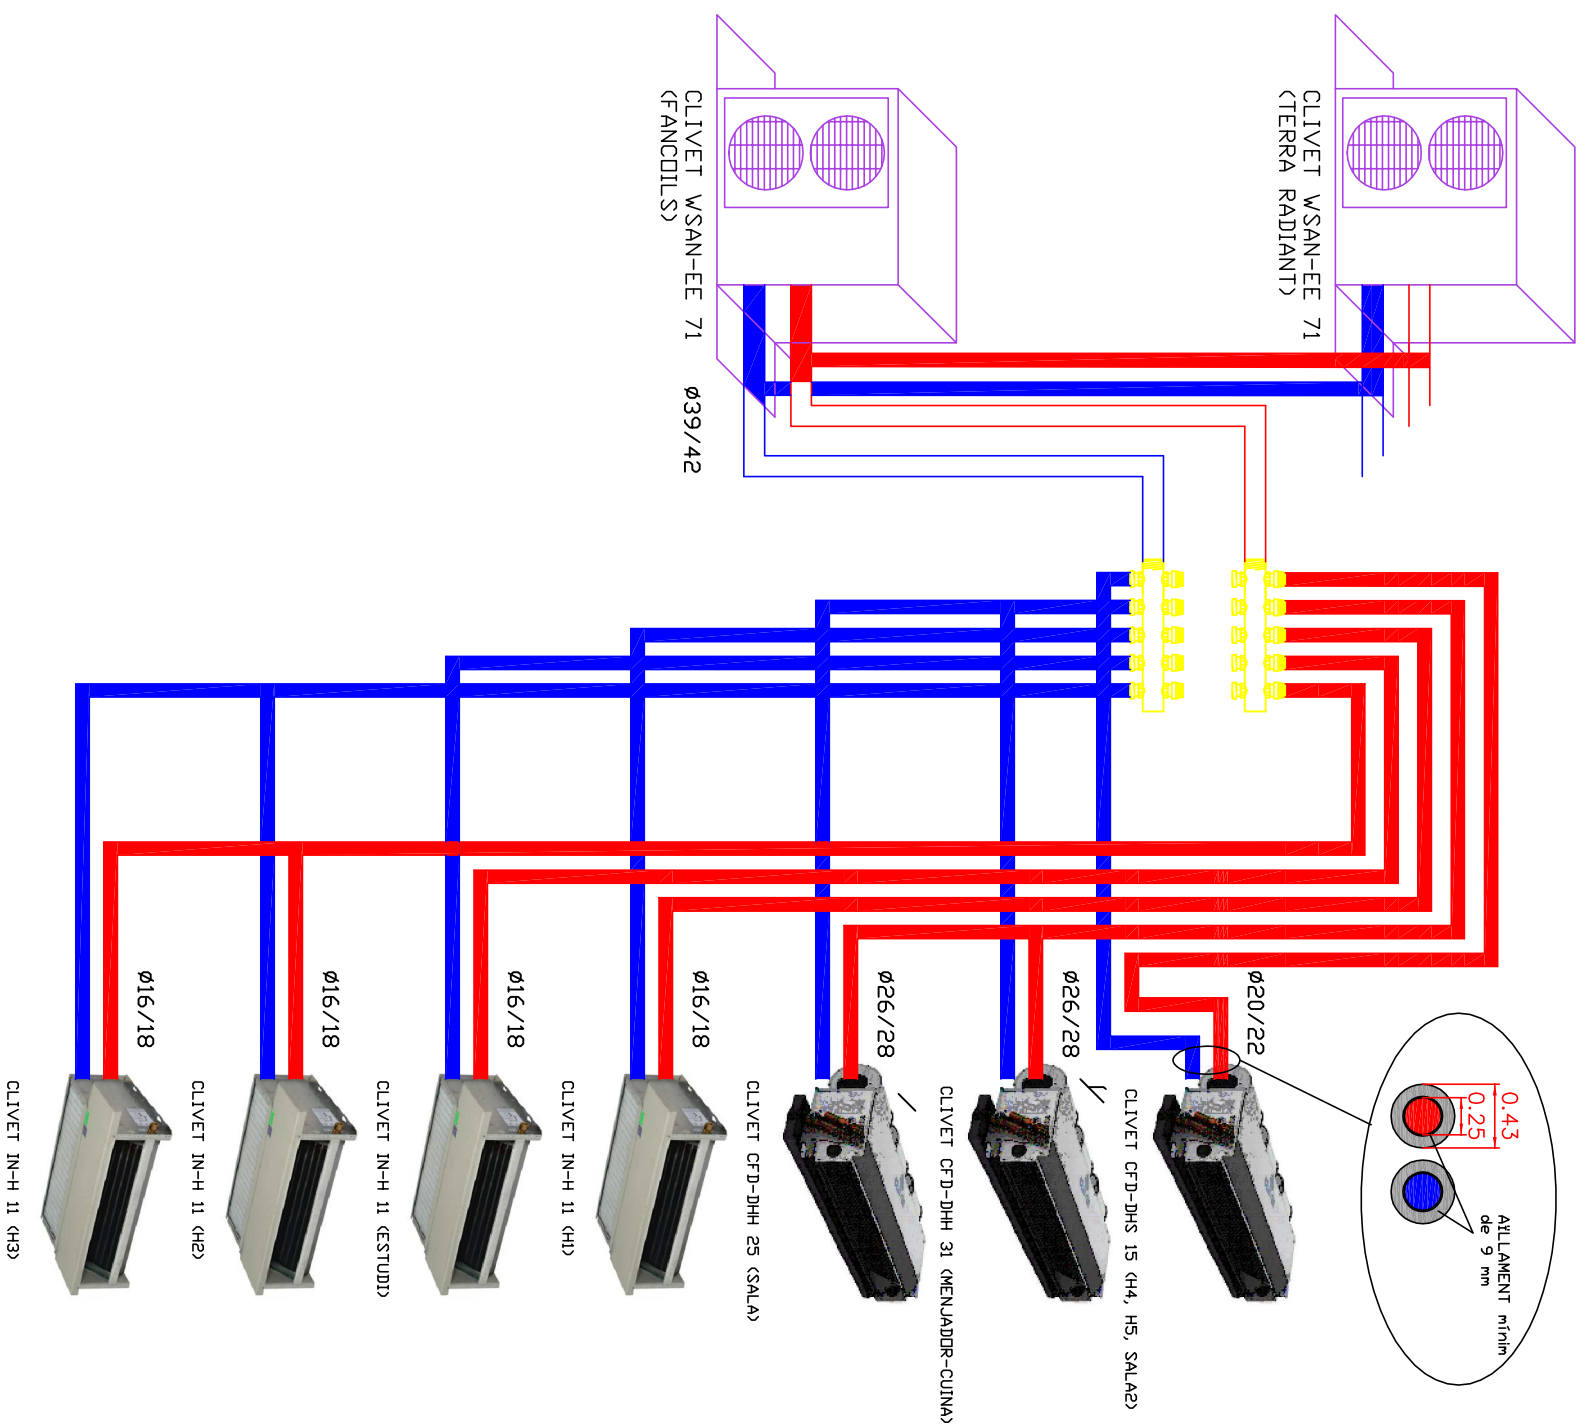 CLIVET WSAN-EE 71
(TERRA RADIANT)
CLIVET WSAN-EE 71
(FANCOILS)
Ø39/42
Ø20/22
Ø26/28
Ø26/28
Ø16/18
Ø16/18
Ø16/18
Ø16/18
0.43
0.25
AÏLLAMENT mínim
de 9 mm
CLIVET CFD-DHS 15 (H4, H5, SALA2)
CLIVET CFD-DHH 31 (MENJADOR-CUINA)
CLIVET CFD-DHH 25 (SALA)
CLIVET IN-H 11 (H1)
CLIVET IN-H 11 (ESTUDI)
CLIVET IN-H 11 (H2)
CLIVET IN-H 11 (H3)